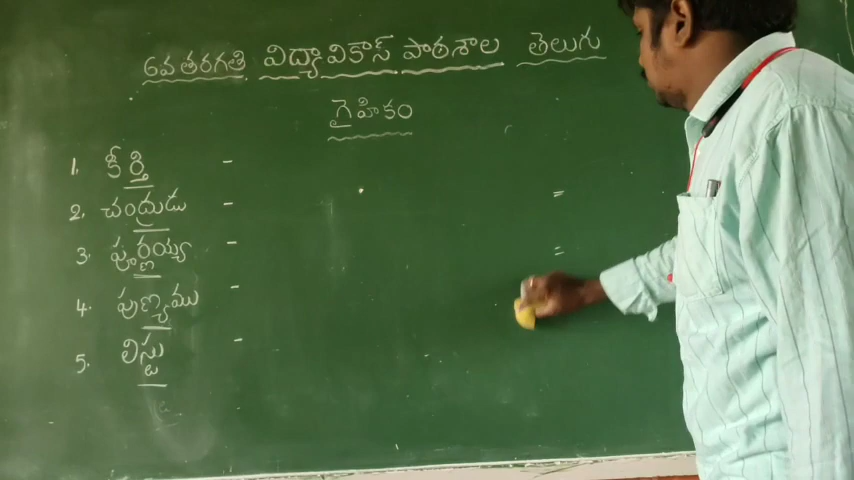 6వ తరగతి విద్యావికాస్ పాఠశాల తెలుగు
గైహికం
1. కీర్తి -
2. చంద్రుడు - =
3. పూర్ణయ్య - =
4. పుణ్యము -
5. లిస్టు -